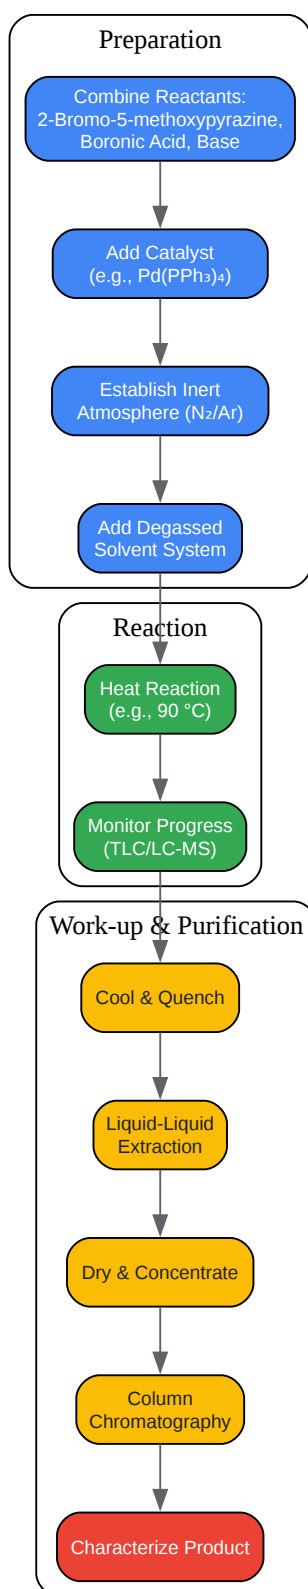 Preparation
Combine Reactants:
2-Bromo-5-methoxypyrazine,
Boronic Acid, Base
Add Catalyst
(e.g., Pd(PPh₃)₄)
Establish Inert
Atmosphere (N₂/Ar)
Add Degassed
Solvent System
Reaction
Heat Reaction
(e.g., 90 °C)
Monitor Progress
(TLC/LC-MS)
Work-up & Purification
Cool & Quench
Liquid-Liquid
Extraction
Dry & Concentrate
Column
Chromatography
Characterize Product